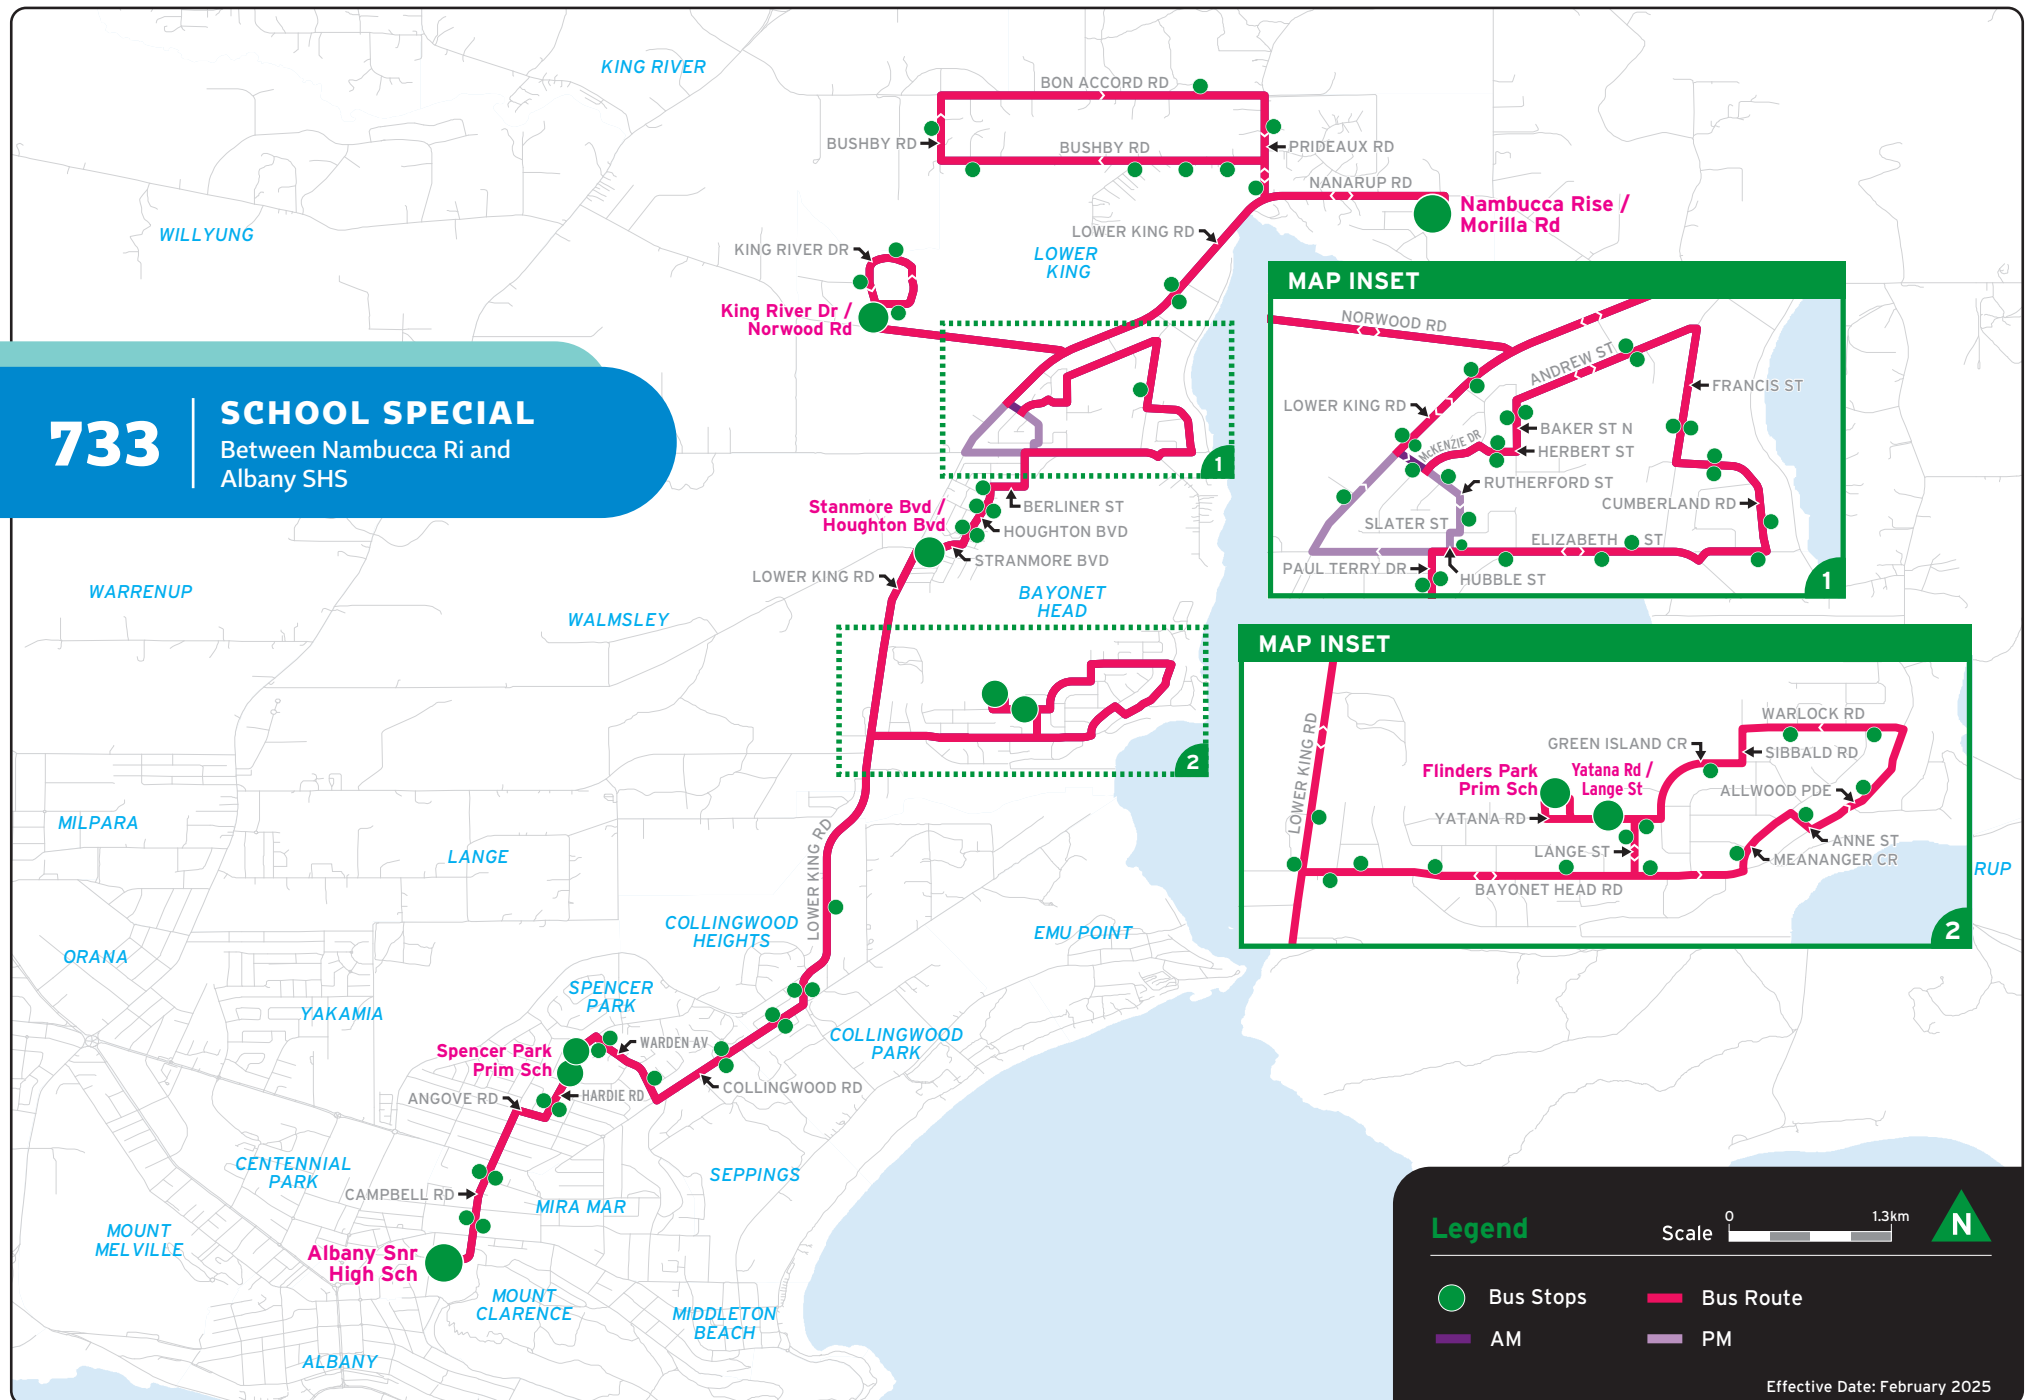 KING RIVER
BON ACCORD RD
BUSHBY RD
BUSHBY RD
PRIDEAUX RD
NANARUP RD
Nambucca Rise /
Morilla Rd
WILLYUNG
KING RIVER DR
LOWER KING RD
LOWER
KING
King River Dr /
Norwood Rd
733
SCHOOL SPECIAL
Between Nambucca Ri and
Albany SHS
1
Stanmore Bvd /
Houghton Bvd
BERLINER ST
HOUGHTON BVD
STRANMORE BVD
LOWER KING RD
BAYONET
HEAD
WARRENUP
WALMSLEY
2
MAP INSET
NORWOOD RD
ANDREW ST
FRANCIS ST
LOWER KING RD
BAKER ST N
McKENZIE DR
HERBERT ST
RUTHERFORD ST
CUMBERLAND RD
SLATER ST
ELIZABETH ST
PAUL TERRY DR
HUBBLE ST
1
MAP INSET
LOWER KING RD
WARLOCK RD
GREEN ISLAND CR
SIBBALD RD
Flinders Park
Prim Sch
Yatana Rd /
Lange St
ALLWOOD PDE
YATANA RD
ANNE ST
LANGE ST
MEANANGER CR
BAYONET HEAD RD
2
RUP
MILPARA
LANGE
LOWER KING RD
COLLINGWOOD
HEIGHTS
EMU POINT
ORANA
SPENCER
PARK
YAKAMIA
COLLINGWOOD
PARK
WARDEN AV
Spencer Park
Prim Sch
COLLINGWOOD RD
ANGOVE RD
HARDIE RD
CENTENNIAL
PARK
SEPPINGS
CAMPBELL RD
MIRA MAR
MOUNT
MELVILLE
Albany Snr
High Sch
MOUNT
CLARENCE
MIDDLETON
BEACH
ALBANY
Legend
Scale
0
1.3km
N
Bus Stops
Bus Route
AM
PM
Effective Date: February 2025